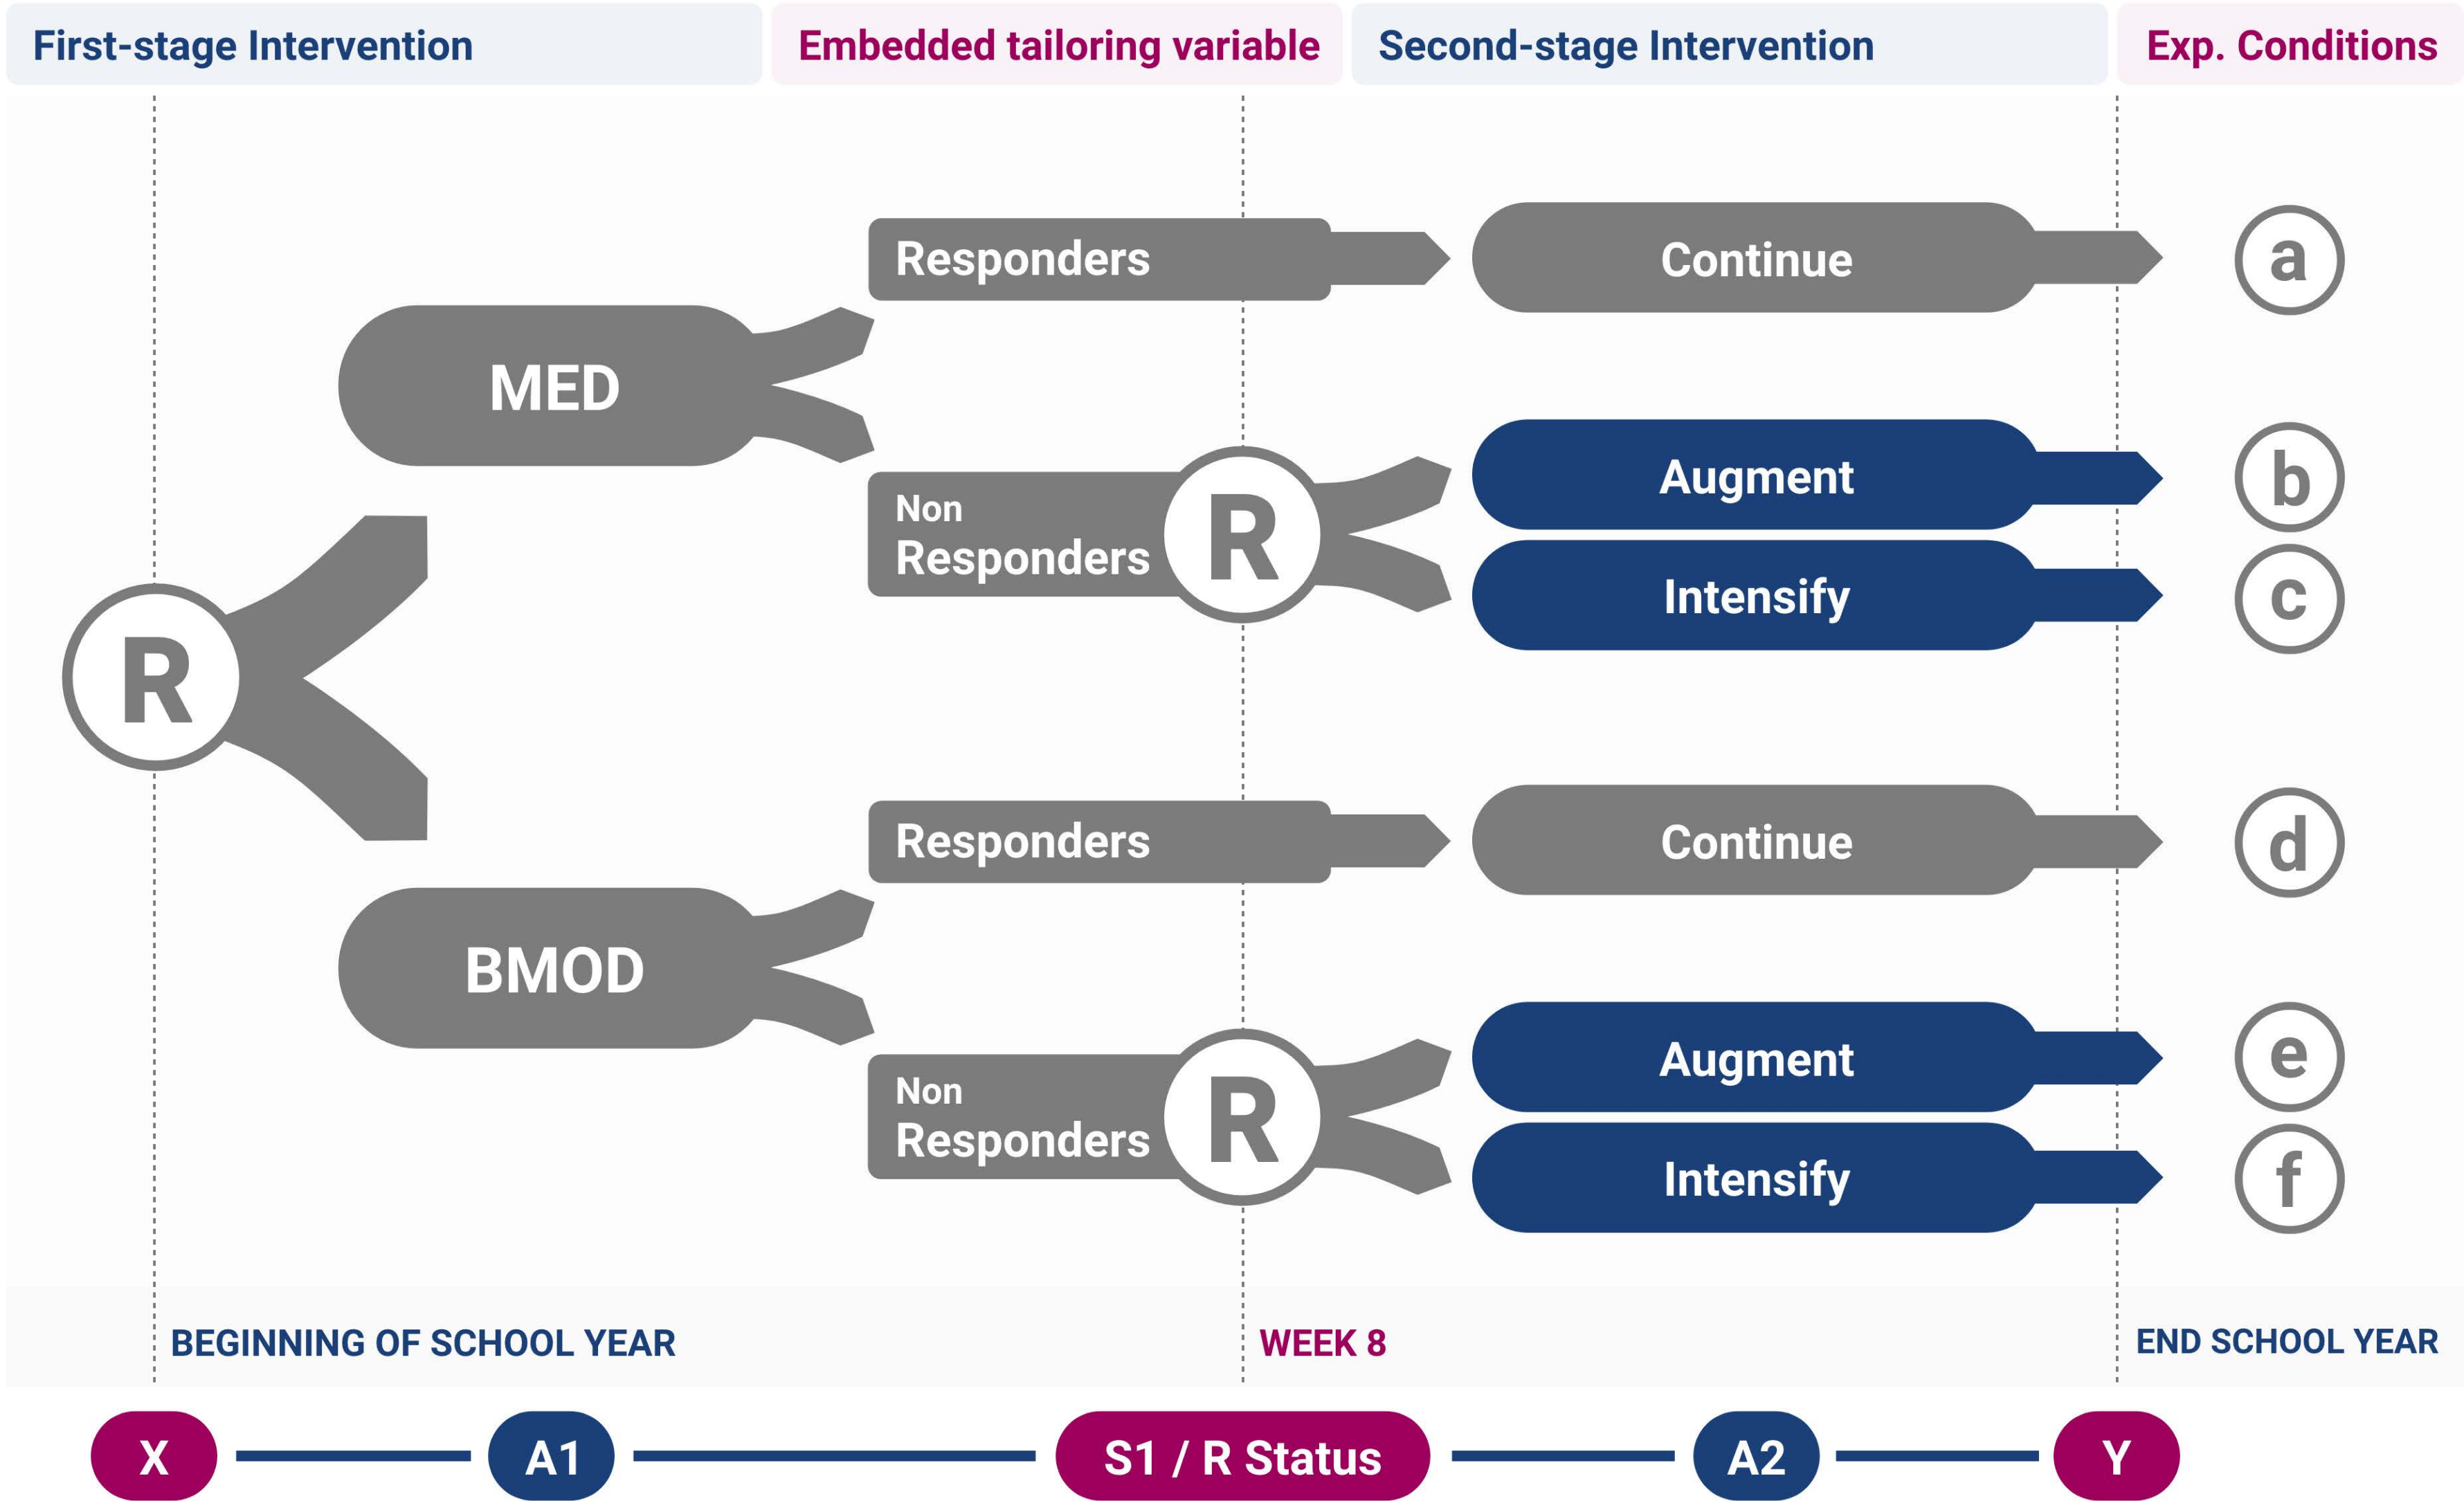 First-stage Intervention
Embedded tailoring variable
Second-stage Intervention
Exp. Conditions
Responders
Continue
a
MED
Non
Responders
R
Augment
b
Intensify
c
R
Responders
Continue
d
BMOD
Non
Responders
R
Augment
e
Intensify
f
BEGINNING OF SCHOOL YEAR
WEEK 8
END SCHOOL YEAR
X
A1
S1 / R Status
A2
Y